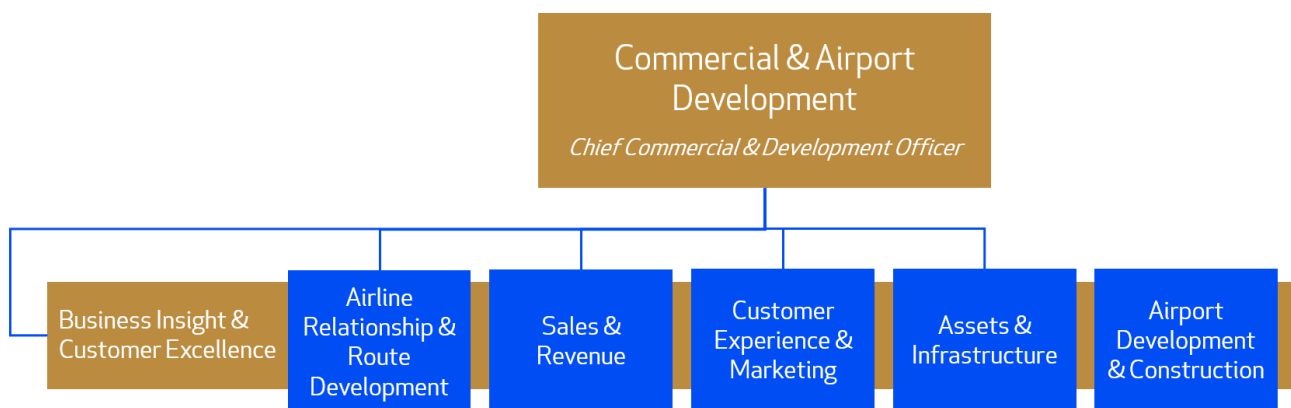 Commercial & Airport
Development
Chief Commercial & Development Officer
Business Insight &
Customer Excellence
Airline
Relationship &
Route
Development
Sales &
Revenue
Customer
Experience &
Marketing
Assets &
Infrastructure
Airport
Development
& Construction